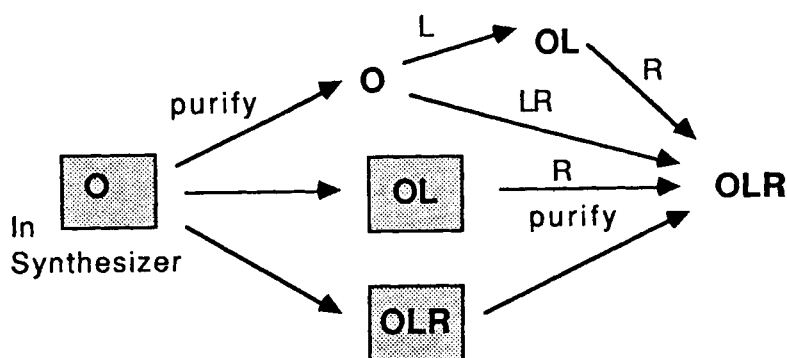 L
OL
R
O
purify
LR
O
OL
R
OLR
purify
In
Synthesizer
OLR